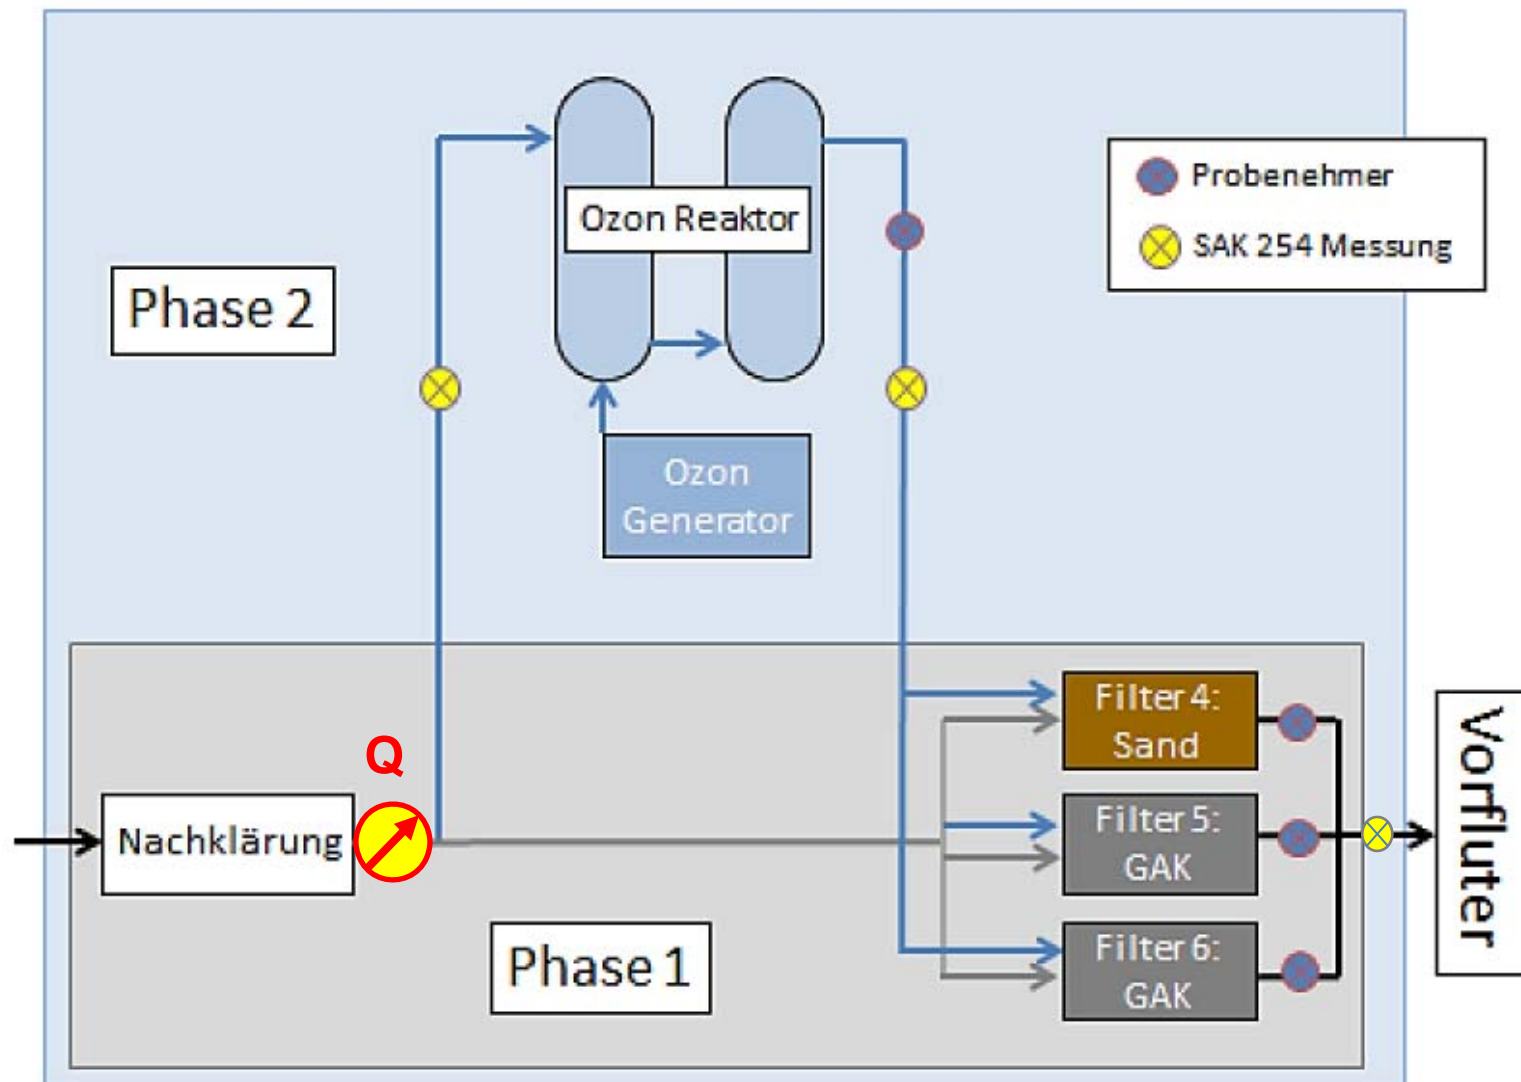 Probenehmer
SAK 254 Messung
Ozon Reaktor
Phase 2
Ozon
Generator
Q
Nachklärung
Phase 1
Filter 4:
Sand
Filter 5:
GAK
Filter 6:
GAK
Vorfluter